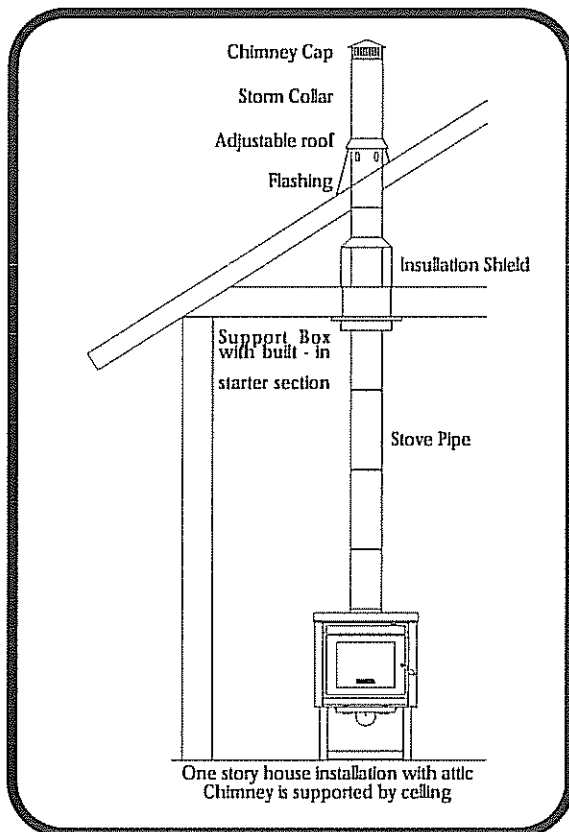 Chimney Cap
Storm Collar
Adjustable roof
Flashing
Insullation Shield
Support Box
with built - in
starter section
Stove Pipe
One story house installation with attic
Chimney is supported by ceiling